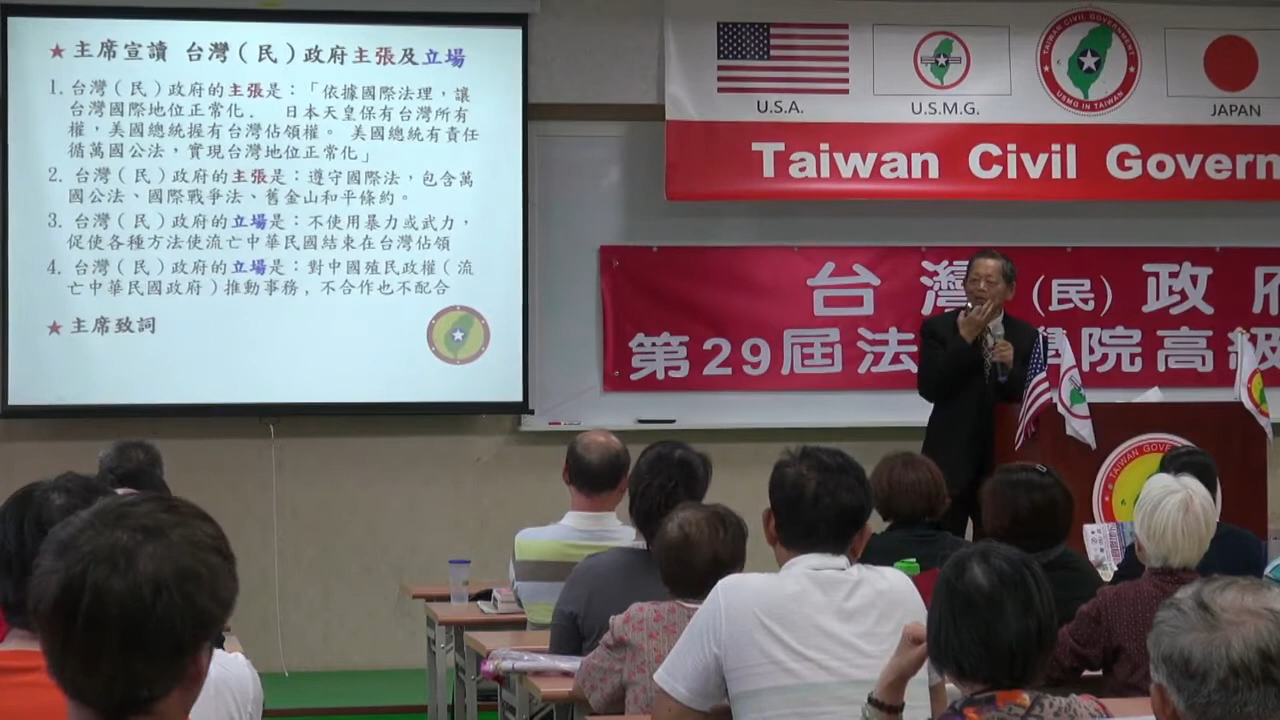 ★ 主席宣讀 台灣(民)政府主張及立場
1. 台灣(民)政府的主張是:「依據國際法理,讓
台灣國際地位正常化. 日本天皇保有台灣所有
權,美國總統握有台灣佔領權。 美國總統有責任
循萬國公法,實現台灣地位正常化」
2. 台灣(民)政府的主張是:遵守國際法,包含萬
國公法、國際戰爭法、舊金山和平條約。
3. 台灣(民)政府的立場是:不使用暴力或武力,
促使各種方法使流亡中華民國結束在台灣佔領
4. 台灣(民)政府的立場是:對中國殖民政權(流
亡中華民國政府)推動事務,不合作也不配合
★ 主席致詞
U.S.A.
U.S.M.G.
TAIWAN CIVIL GOVERNMENT
USMG IN TAIWAN
JAPAN
Taiwan Civil Govern
台灣(民)政府
第29屆法 學院高級
TAIWAN GOVE